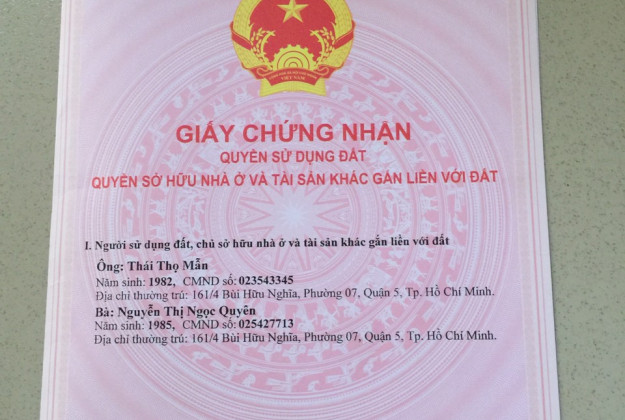 GIẤY CHỨNG NHẬN
QUYỀN SỬ DỤNG ĐẤT
QUYỀN SỞ HỮU NHÀ Ở VÀ TÀI SẢN KHÁC GẮN LIỀN VỚI ĐẤT
I. Người sử dụng đất, chủ sở hữu nhà ở và tài sản khác gắn liền với đất
Ông: Thái Thọ Mẫn
Năm sinh: 1982, CMND số: 023543345
Địa chỉ thường trú: 161/4 Bùi Hữu Nghĩa, Phường 07, Quận 5, Tp. Hồ Chí Minh.
Bà: Nguyễn Thị Ngọc Quyên
Năm sinh: 1985, CMND số: 025427713
Địa chỉ thường trú: 161/4 Bùi Hữu Nghĩa, Phường 07, Quận 5, Tp. Hồ Chí Minh.